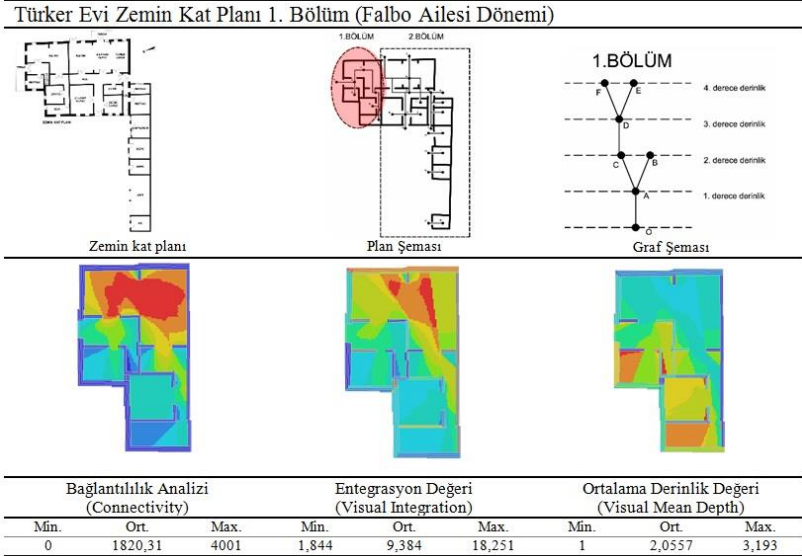 Türker Evi Zemin Kat Planı 1. Bölüm (Falbo Ailesi Dönemi)
1.BÖLÜM 2.BÖLÜM
1.BÖLÜM
F E 4. derece derinlik
D 3. derece derinlik
C B 2. derece derinlik
A 1. derece derinlik
O
ZEMİN KAT PLANI
Zemin kat planı Plan Şeması Graf Şeması
Bağlantılılık Analizi Entegrasyon Değeri Ortalama Derinlik Değeri
(Connectivity) (Visual Integration) (Visual Mean Depth)
Min. Ort. Max. Min. Ort. Max. Min. Ort. Max.
0 1820,31 4001 1,844 9,384 18,251 1 2,0557 3,193